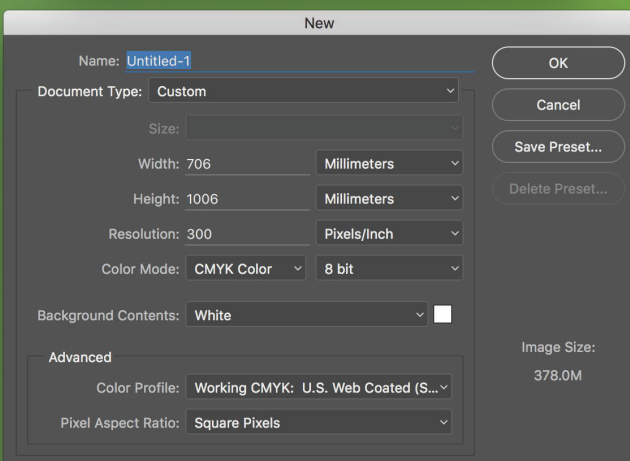 New
Name: Untitled-1
OK
Document Type: Custom
Cancel
Size:
Save Preset...
Width: 706 Millimeters
Delete Preset...
Height: 1006 Millimeters
Resolution: 300 Pixels/Inch
Color Mode: CMYK Color 8 bit
Background Contents: White
Image Size:
378.0M
Advanced
Color Profile: Working CMYK: U.S. Web Coated (S...
Pixel Aspect Ratio: Square Pixels